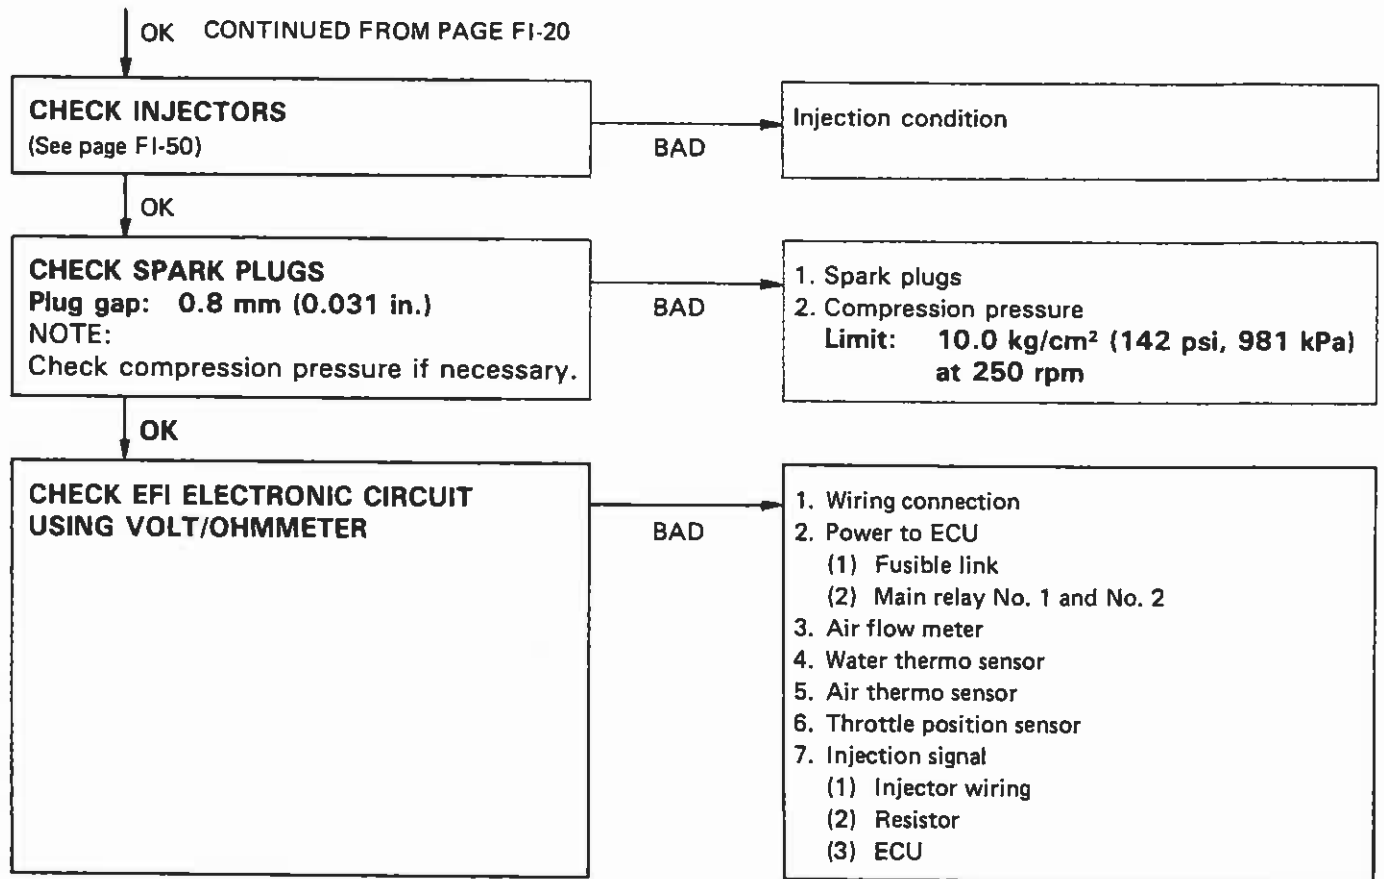 OK CONTINUED FROM PAGE FI-20
CHECK INJECTORS
(See page FI-50)
BAD
Injection condition
OK
CHECK SPARK PLUGS
Plug gap: 0.8 mm (0.031 in.)
NOTE:
Check compression pressure if necessary.
BAD
1. Spark plugs
2. Compression pressure
Limit: 10.0 kg/cm² (142 psi, 981 kPa)
at 250 rpm
OK
CHECK EFI ELECTRONIC CIRCUIT
USING VOLT/OHMMETER
BAD
1. Wiring connection
2. Power to ECU
(1) Fusible link
(2) Main relay No. 1 and No. 2
3. Air flow meter
4. Water thermo sensor
5. Air thermo sensor
6. Throttle position sensor
7. Injection signal
(1) Injector wiring
(2) Resistor
(3) ECU